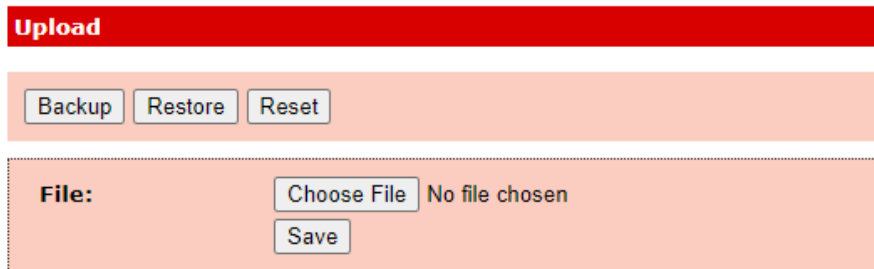 Upload
Backup Restore Reset
File: Choose File No file chosen
Save